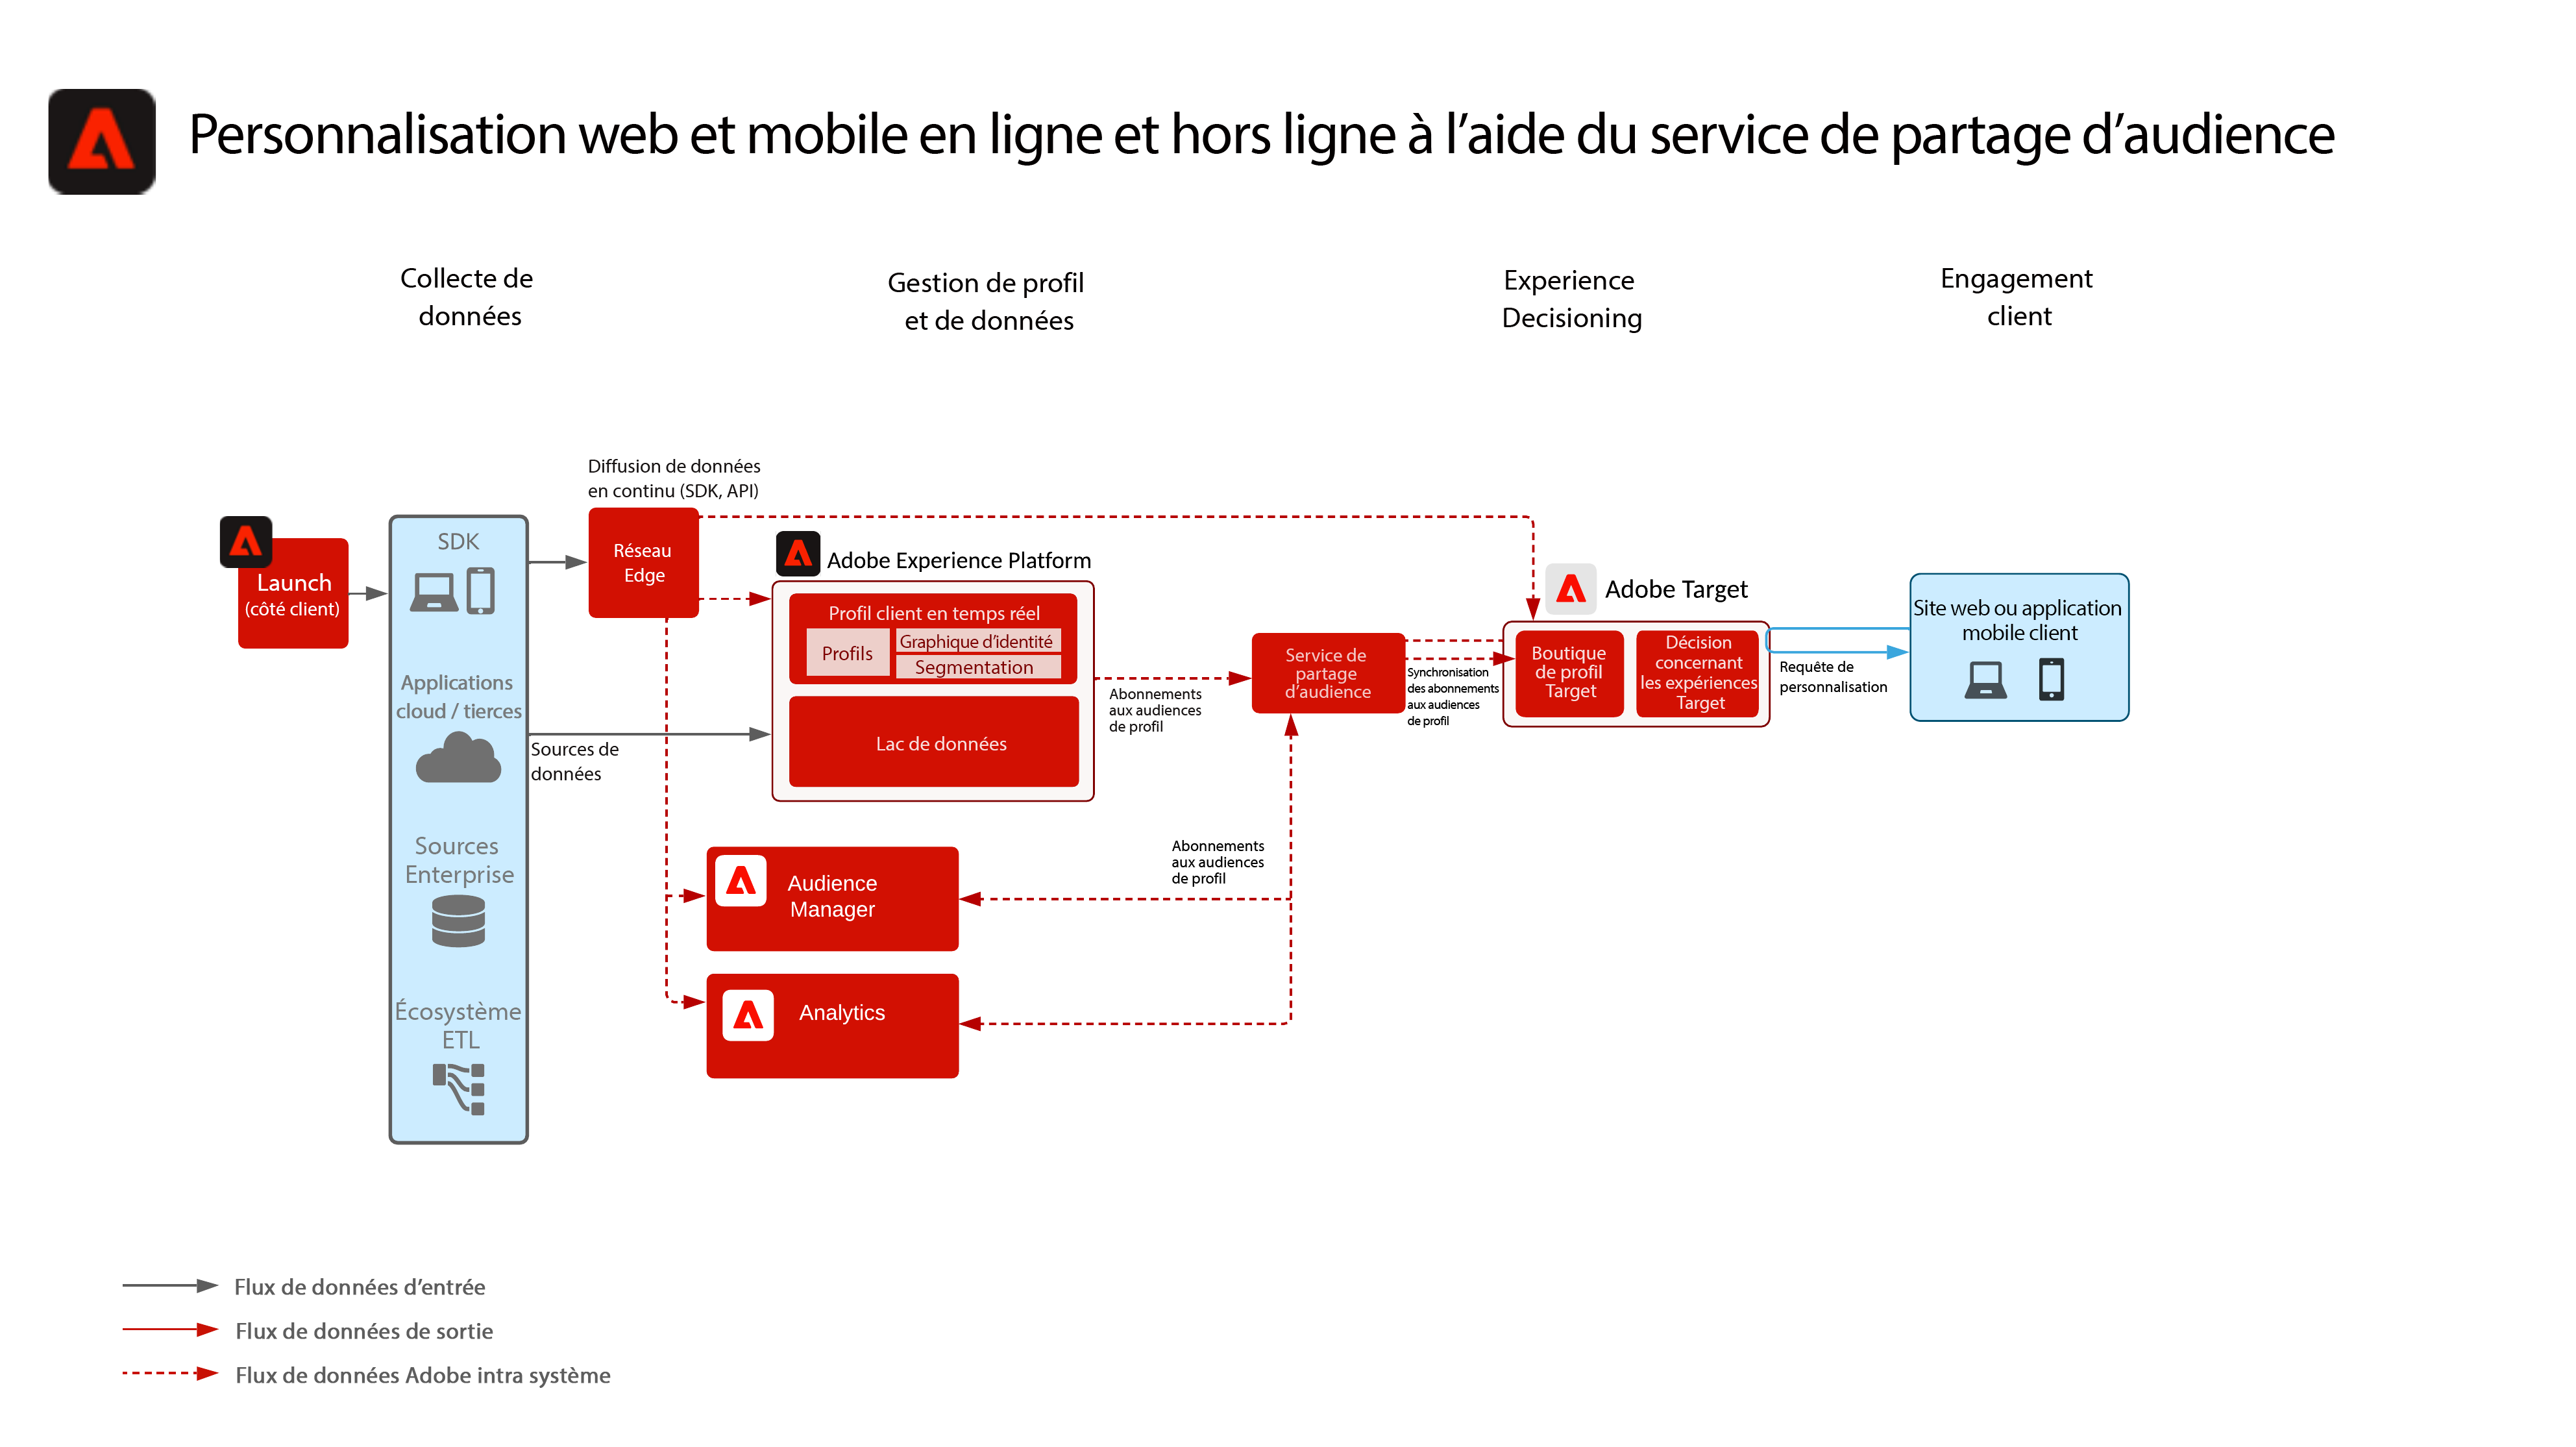 Personnalisation web et mobile en ligne et hors ligne à l’aide du service de partage d’audience
Collecte de
données
Gestion de profil
et de données
Experience
Decisioning
Engagement
client
Diffusion de données
en continu (SDK, API)
Launch
(côté client)
SDK
Applications
cloud / tierces
Sources
Enterprise
Écosystème
ETL
Sources de
données
Réseau
Edge
Adobe Experience Platform
Profil client en temps réel
Profils
Graphique d’identité
Segmentation
Lac de données
Abonnements
aux audiences
de profil
Audience
Manager
Analytics
Abonnements
aux audiences
de profil
Service de
partage
d’audience
Synchronisation
des abonnements
aux audiences
de profil
Adobe Target
Boutique
de profil
Target
Décision
concernant
les expériences
Target
Requête de
personnalisation
Site web ou application
mobile client
Flux de données d’entrée
Flux de données de sortie
Flux de données Adobe intra système